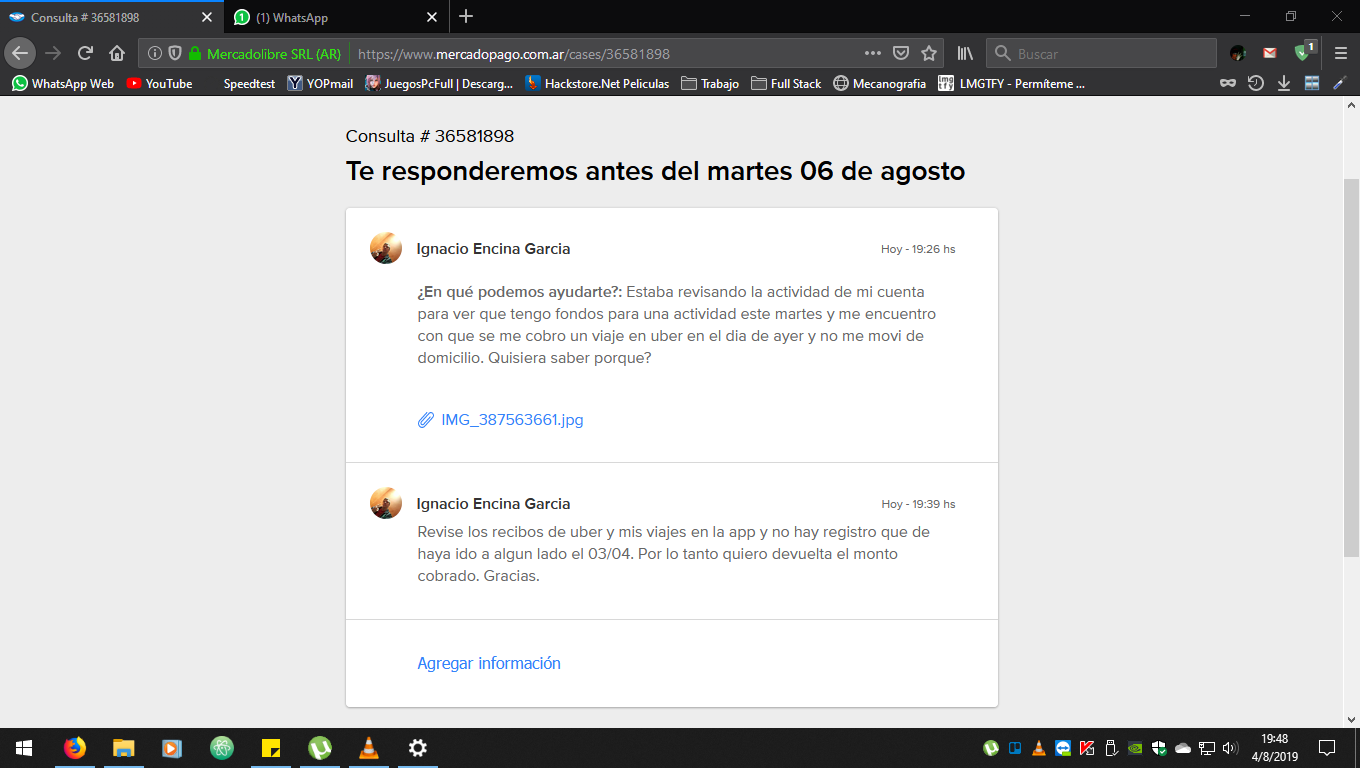 Consulta # 36581898
(1) WhatsApp
Mercadolibre SRL (AR)
https://www.mercadopago.com.ar/cases/36581898
Buscar
1
WhatsApp Web
YouTube
Speedtest
YOPmail
JuegosPcFull | Descarg...
Hackstore.Net Peliculas
Trabajo
Full Stack
Mecanografia
LMGTFY - Permíteme ...
Consulta # 36581898
Te responderemos antes del martes 06 de agosto
Ignacio Encina Garcia
Hoy - 19:26 hs
¿En qué podemos ayudarte?: Estaba revisando la actividad de mi cuenta
para ver que tengo fondos para una actividad este martes y me encuentro
con que se me cobro un viaje en uber en el dia de ayer y no me movi de
domicilio. Quisiera saber porque?
IMG_387563661.jpg
Ignacio Encina Garcia
Hoy - 19:39 hs
Revise los recibos de uber y mis viajes en la app y no hay registro que de
haya ido a algun lado el 03/04. Por lo tanto quiero devuelta el monto
cobrado. Gracias.
Agregar información
19:48
4/8/2019